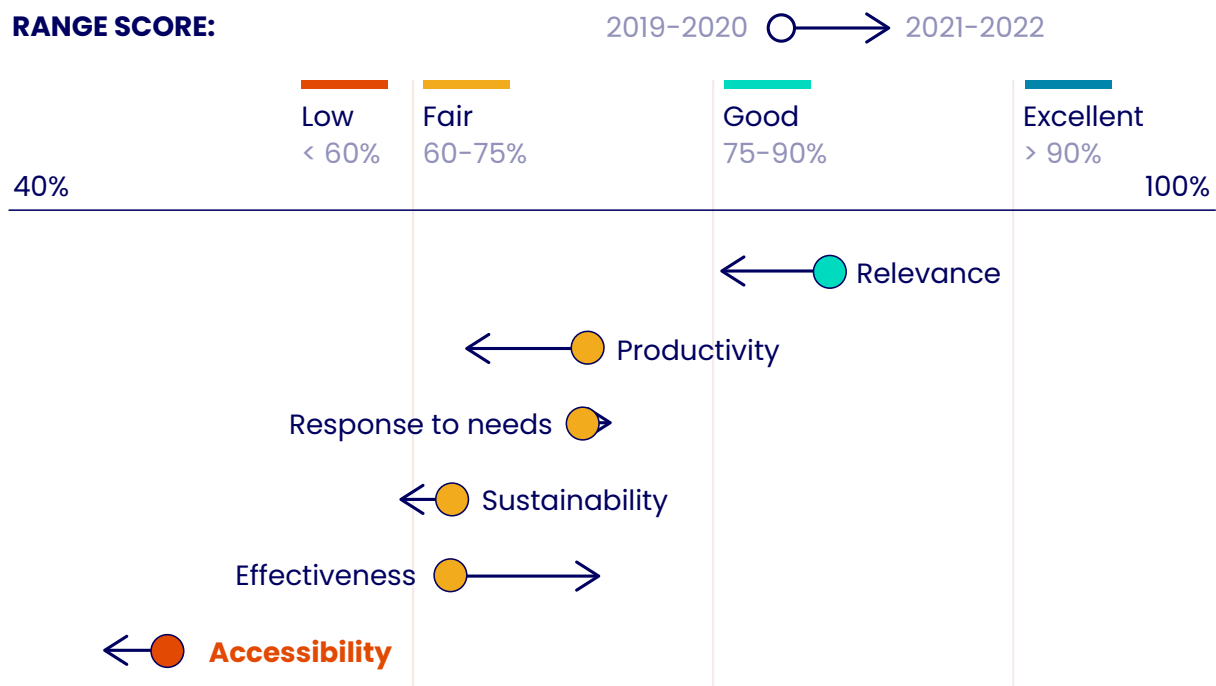 RANGE SCORE:
2019-2020
2021-2022
Low
Fair
Good
Excellent
< 60%
60-75%
75-90%
> 90%
40%
100%
Relevance
Productivity
Response to needs
Sustainability
Effectiveness
Accessibility